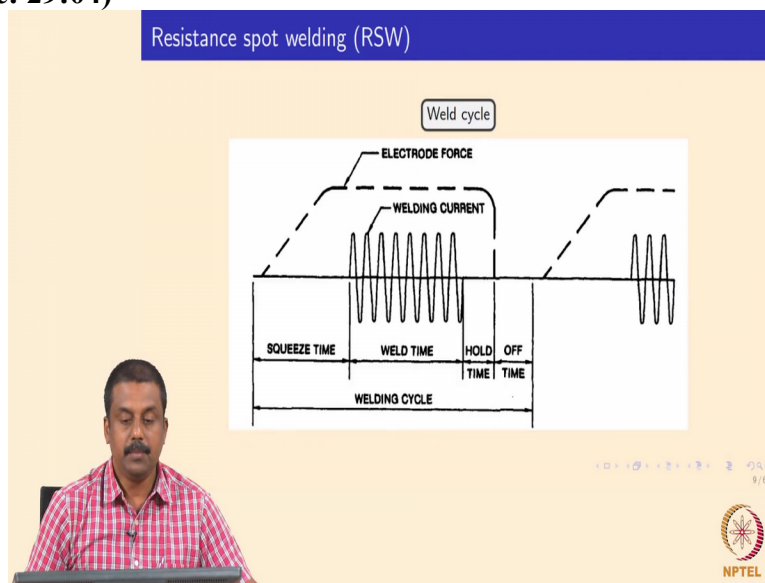 Resistance spot welding (RSW)
Weld cycle
ELECTRODE FORCE
WELDING CURRENT
SQUEEZE TIME
WELD TIME
HOLD TIME
OFF TIME
WELDING CYCLE
NPTEL